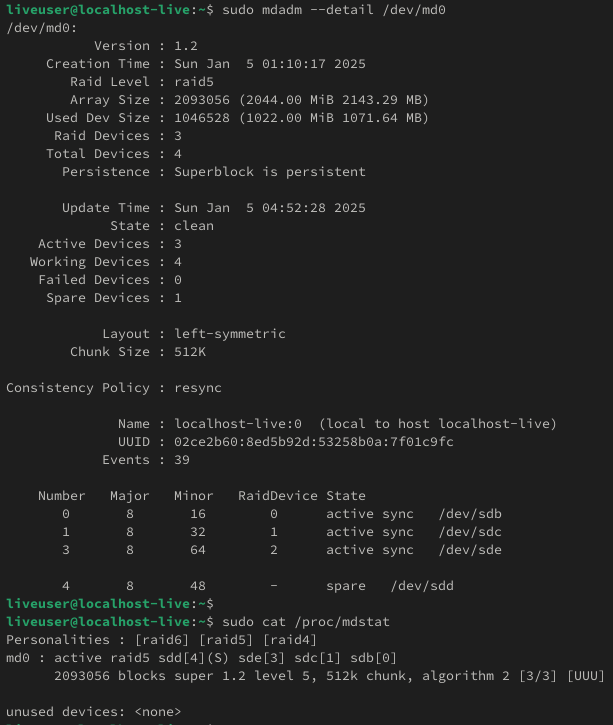 liveuser@localhost-live:~$ sudo mdadm --detail /dev/md0
/dev/md0:
Version : 1.2
Creation Time : Sun Jan  5 01:10:17 2025
Raid Level : raid5
Array Size : 2093056 (2044.00 MiB 2143.29 MB)
Used Dev Size : 1046528 (1022.00 MiB 1071.64 MB)
Raid Devices : 3
Total Devices : 4
Persistence : Superblock is persistent
Update Time : Sun Jan  5 04:52:28 2025
State : clean
Active Devices : 3
Working Devices : 4
Failed Devices : 0
Spare Devices : 1
Layout : left-symmetric
Chunk Size : 512K
Consistency Policy : resync
Name : localhost-live:0  (local to host localhost-live)
UUID : 02ce2b60:8ed5b92d:53258b0a:7f01c9fc
Events : 39
Number   Major   Minor   RaidDevice State
0       8       16        0      active sync   /dev/sdb
1       8       32        1      active sync   /dev/sdc
3       8       64        2      active sync   /dev/sde
4       8       48        -      spare   /dev/sdd
liveuser@localhost-live:~$
liveuser@localhost-live:~$ sudo cat /proc/mdstat
Personalities : [raid6] [raid5] [raid4]
md0 : active raid5 sdd[4](S) sde[3] sdc[1] sdb[0]
2093056 blocks super 1.2 level 5, 512k chunk, algorithm 2 [3/3] [UUU]
unused devices: <none>